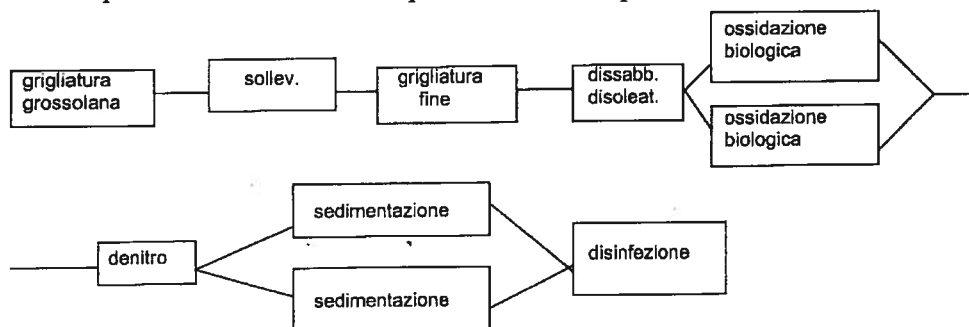 grigliatura
grossolana
sollev.
grigliatura
fine
dissabb.
disoleat.
ossidazione
biologica
ossidazione
biologica
denitro
sedimentazione
sedimentazione
disinfezione